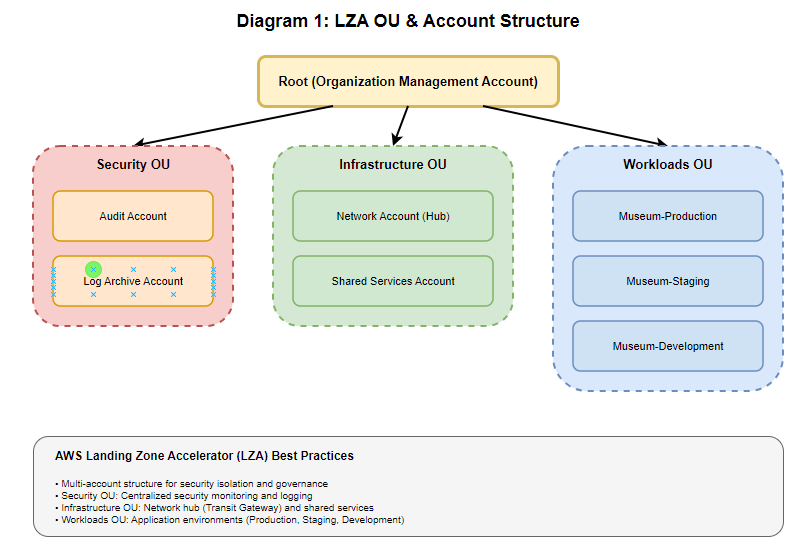 Diagram 1: LZA OU & Account Structure
Root (Organization Management Account)
Security OU
Audit Account
Log Archive Account
Infrastructure OU
Network Account (Hub)
Shared Services Account
Workloads OU
Museum-Production
Museum-Staging
Museum-Development
AWS Landing Zone Accelerator (LZA) Best Practices
• Multi-account structure for security isolation and governance
• Security OU: Centralized security monitoring and logging
• Infrastructure OU: Network hub (Transit Gateway) and shared services
• Workloads OU: Application environments (Production, Staging, Development)